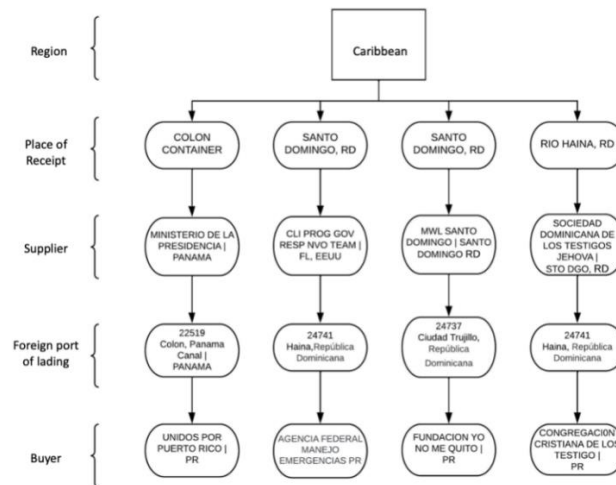 Region
Caribbean
Place of
Receipt
COLON
CONTAINER
SANTO
DOMINGO, RD
SANTO
DOMINGO, RD
RIO HAINA, RD
Supplier
MINISTERIO DE LA
PRESIDENCIA |
PANAMA
CLI PROG GOV
RESP NVO TEAM |
FL, EEUU
MWL SANTO
DOMINGO | SANTO
DOMINGO RD
SOCIEDAD
DOMINICANA DE
LOS TESTIGOS
JEHOVA |
STO DGO, RD
Foreign port
of lading
22519
Colon, Panama
Canal |
PANAMA
24741
Haina,República
Dominicana
24737
Ciudad Trujillo,
República
Dominicana
24741
Haina, República
Dominicana
Buyer
UNIDOS POR
PUERTO RICO |
PR
AGENCIA FEDERAL
MANEJO
EMERGENCIAS PR
FUNDACION YO
NO ME QUITO |
PR
CONGREGACION
CRISTIANA DE LOS
TESTIGO |
PR